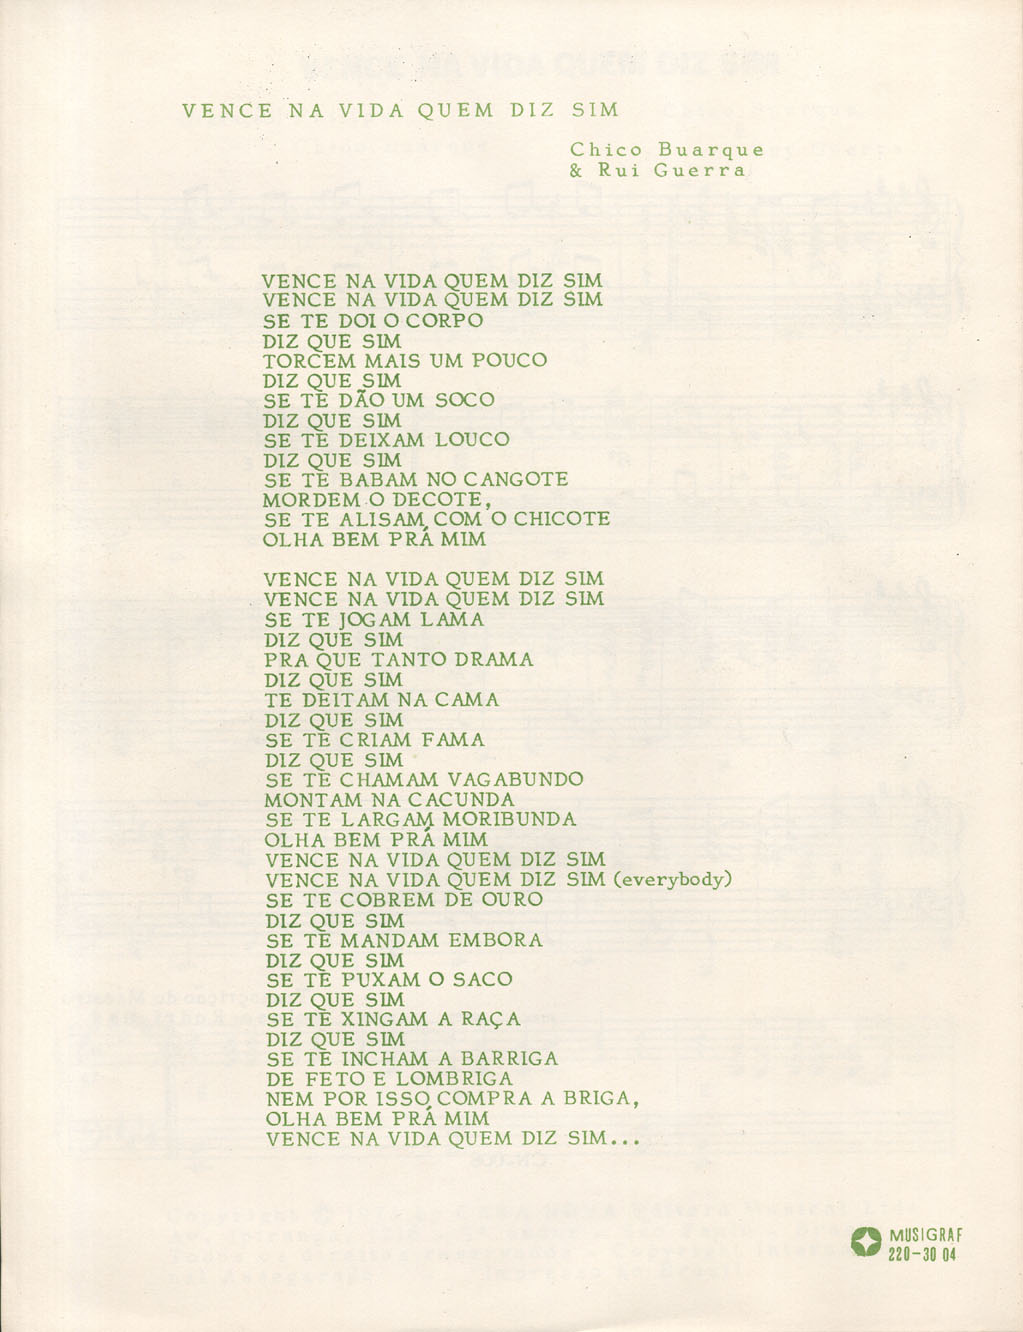 VENCE NA VIDA QUEM DIZ SIM
Chico Buarque
& Rui Guerra
VENCE NA VIDA QUEM DIZ SIM
VENCE NA VIDA QUEM DIZ SIM
SE TE DOI O CORPO
DIZ QUE SIM
TORCEM MAIS UM POUCO
DIZ QUE SIM
SE TE DÃO UM SOCO
DIZ QUE SIM
SE TE DEIXAM LOUCO
DIZ QUE SIM
SE TE BABAM NO CANGOTE
MORDEM O DECOTE,
SE TE ALISAM COM O CHICOTE
OLHA BEM PRÁ MIM
VENCE NA VIDA QUEM DIZ SIM
VENCE NA VIDA QUEM DIZ SIM
SE TE JOGAM LAMA
DIZ QUE SIM
PRA QUE TANTO DRAMA
DIZ QUE SIM
TE DEITAM NA CAMA
DIZ QUE SIM
SE TE CRIAM FAMA
DIZ QUE SIM
SE TE CHAMAM VAGABUNDO
MONTAM NA CACUNDA
SE TE LARGAM MORIBUNDA
OLHA BEM PRÁ MIM
VENCE NA VIDA QUEM DIZ SIM
VENCE NA VIDA QUEM DIZ SIM (everybody)
SE TE COBREM DE OURO
DIZ QUE SIM
SE TE MANDAM EMBORA
DIZ QUE SIM
SE TE PUXAM O SACO
DIZ QUE SIM
SE TE XINGAM A RAÇA
DIZ QUE SIM
SE TE INCHAM A BARRIGA
DE FETO E LOMBRIGA
NEM POR ISSO COMPRA A BRIGA,
OLHA BEM PRÁ MIM
VENCE NA VIDA QUEM DIZ SIM...
MUSIGRAF
220-30 04